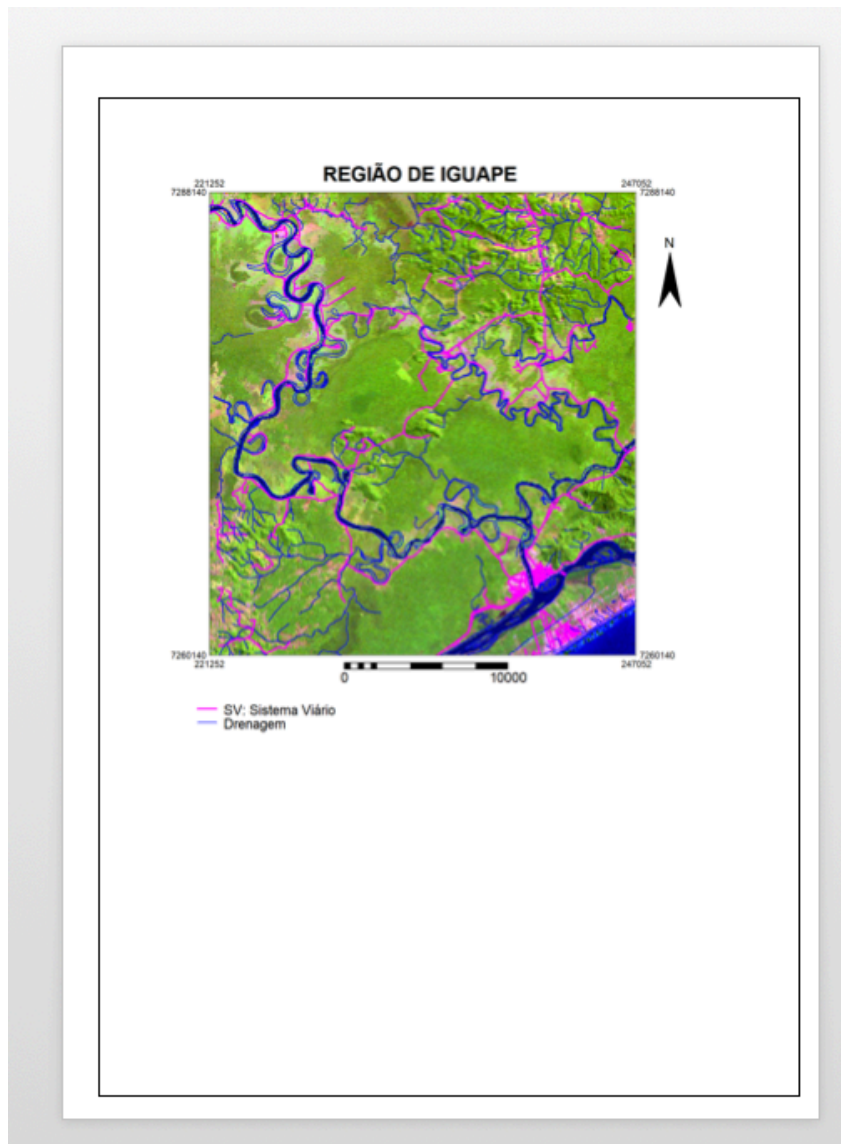 REGIÃO DE IGUAPE
221252
247052
7288140
7288140
N
7260140
7260140
221252
247052
0
10000
SV: Sistema Viário
Drenagem